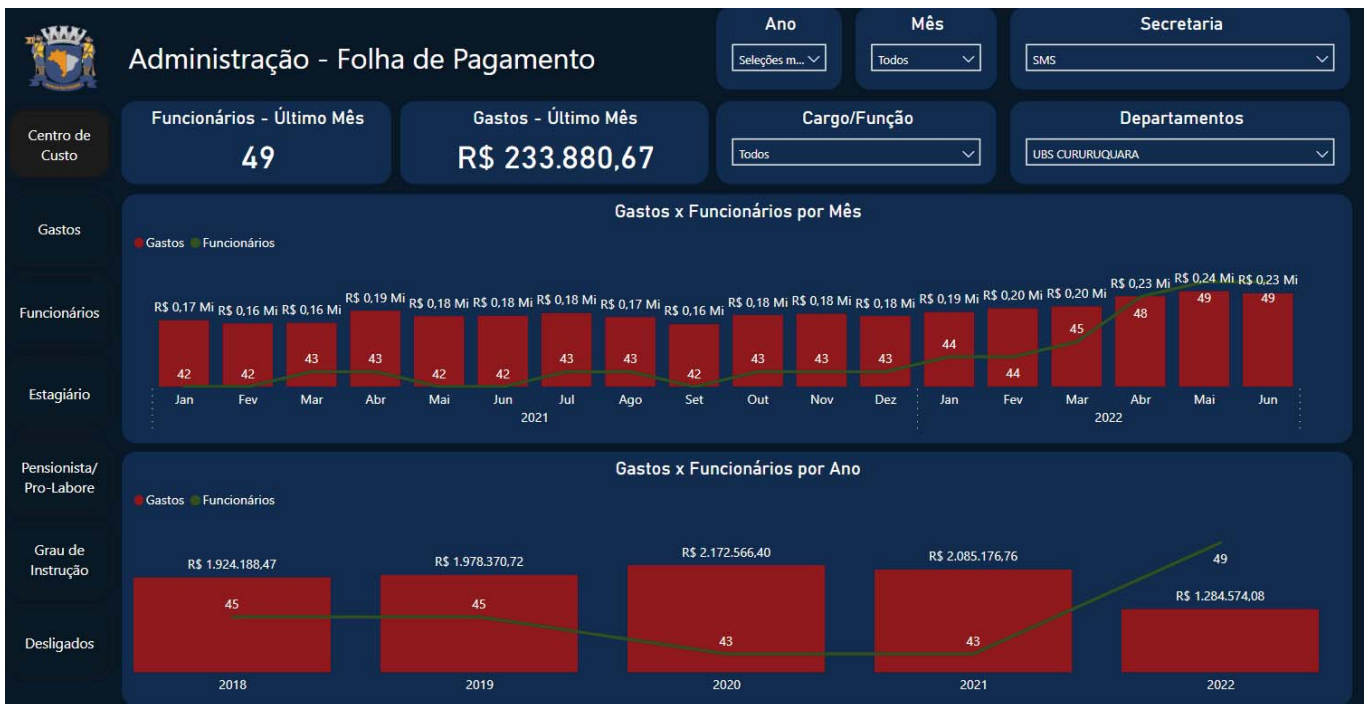 Administração - Folha de Pagamento
Ano
Seleções m...
Mês
Todos
Secretaria
SMS
Funcionários - Último Mês
49
Gastos - Último Mês
R$ 233.880,67
Cargo/Função
Todos
Departamentos
UBS CURURUQUARA
Centro de
Custo
Gastos
Funcionários
Estagiário
Pensionista/
Pro-Labore
Grau de
Instrução
Desligados
Gastos x Funcionários por Mês
Gastos Funcionários
R$ 0,17 Mi R$ 0,16 Mi R$ 0,16 Mi R$ 0,19 Mi R$ 0,18 Mi R$ 0,18 Mi R$ 0,18 Mi R$ 0,17 Mi R$ 0,16 Mi R$ 0,18 Mi R$ 0,18 Mi R$ 0,18 Mi R$ 0,19 Mi R$ 0,20 Mi R$ 0,20 Mi R$ 0,23 Mi R$ 0,24 Mi R$ 0,23 Mi
42 42 43 43 42 42 43 43 42 43 43 43 44 44 45 48 49 49
Jan Fev Mar Abr Mai Jun Jul Ago Set Out Nov Dez Jan Fev Mar Abr Mai Jun
2021 2022
Gastos x Funcionários por Ano
Gastos Funcionários
R$ 1.924.188,47 R$ 1.978.370,72 R$ 2.172.566,40 R$ 2.085.176,76 R$ 1.284.574,08
45 45 43 43 49
2018 2019 2020 2021 2022